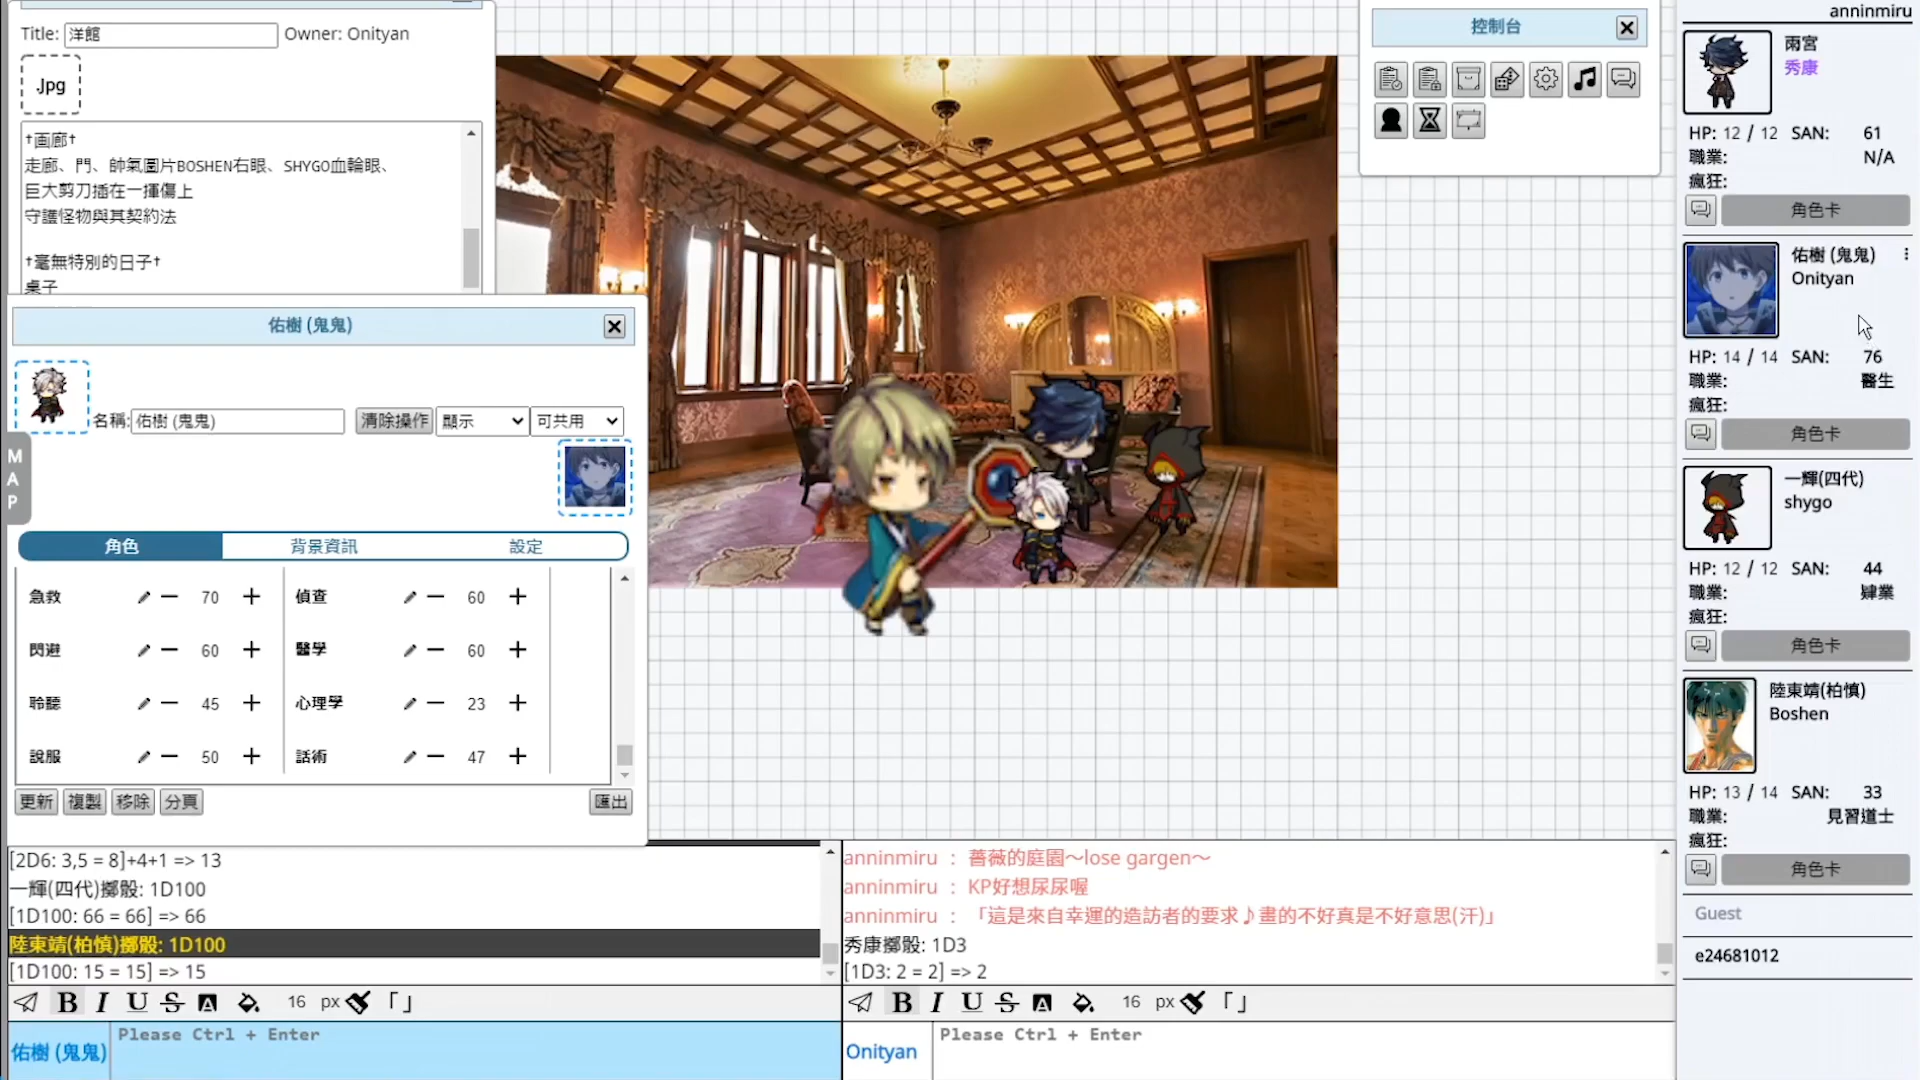 Title: 洋館 Owner: Onityan
Jpg
†画廊†
走廊、門、帥氣圖片BOSHEN右眼、SHYGO血輪眼、
巨大剪刀插在一揮傷上
守護怪物與其契約法
†毫無特別的日子†
桌子
佑樹 (鬼鬼)
名稱: 佑樹 (鬼鬼) 清除操作 顯示 可共用
M
A
P
角色 背景資訊 設定
急救 70 偵查 60
閃避 60 醫學 60
聆聽 45 心理學 23
說服 50 話術 47
更新 複製 移除 分頁 匯出
控制台
anninmiru
雨宮
秀康
HP: 12 / 12 SAN: 61
職業: N/A
瘋狂:
角色卡
佑樹 (鬼鬼)
Onityan
HP: 14 / 14 SAN: 76
職業: 醫生
瘋狂:
角色卡
一輝(四代)
shygo
HP: 12 / 12 SAN: 44
職業: 肄業
瘋狂:
角色卡
陸東靖(柏慎)
Boshen
HP: 13 / 14 SAN: 33
職業: 見習道士
瘋狂:
角色卡
Guest
e24681012
[2D6: 3,5 = 8]+4+1 => 13
一輝(四代)擲骰: 1D100
[1D100: 66 = 66] => 66
陸東靖(柏慎)擲骰: 1D100
[1D100: 15 = 15] => 15
B I U S A 16 px 「」
佑樹 (鬼鬼) Please Ctrl + Enter
anninmiru : 薔薇的庭園～lose gargen～
anninmiru : KP好想尿尿喔
anninmiru : 「這是來自幸運的造訪者的要求♪畫的不好真是不好意思(汗)」
秀康擲骰: 1D3
[1D3: 2 = 2] => 2
B I U S A 16 px 「」
Onityan Please Ctrl + Enter